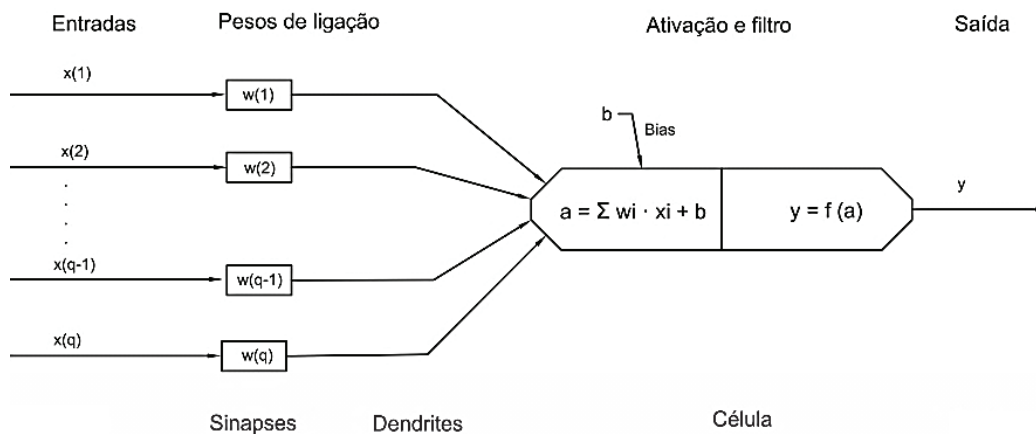 Entradas Pesos de ligação Ativação e filtro Saída
x(1)
w(1)
b
Bias
x(2)
w(2)
y
a = Σ wi · xi + b
y = f (a)
x(q-1)
w(q-1)
x(q)
w(q)
Sinapses Dendrites Célula